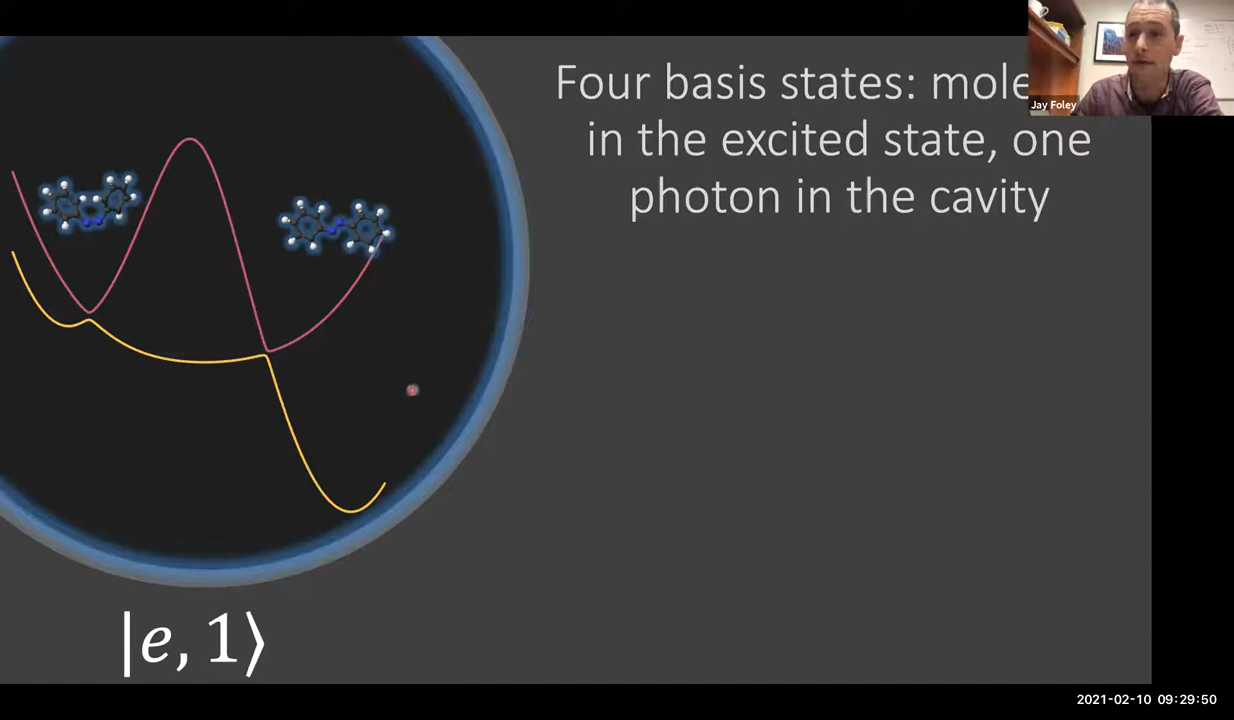 Four basis states:
in the excited state, one
photon in the cavity
Jay Foley
|e, 1⟩
2021-02-10 09:29:50